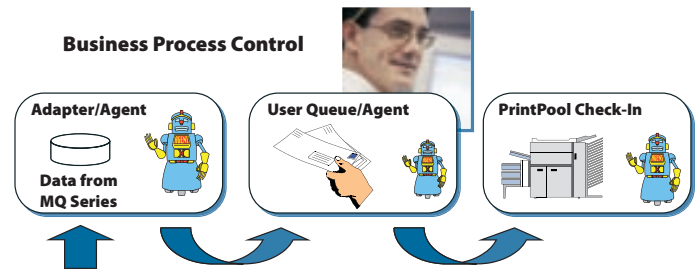 Business Process Control
Adapter/Agent
Data from
MQ Series
User Queue/Agent
PrintPool Check-In